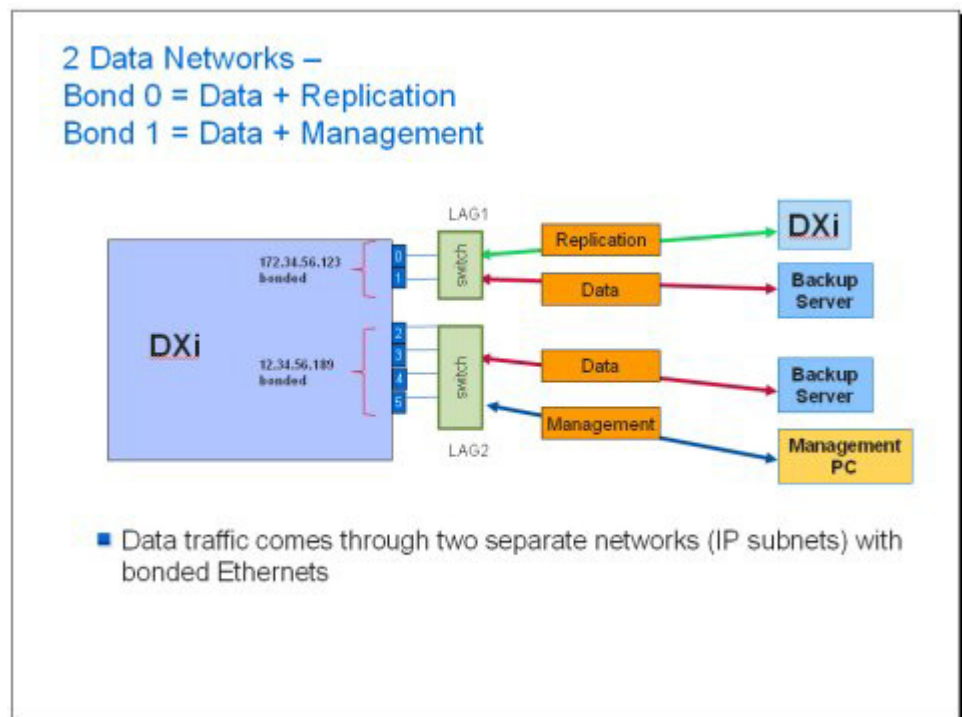 2 Data Networks –
Bond 0 = Data + Replication
Bond 1 = Data + Management
LAG1
172.34.56.123
bonded
0
1
switch
Replication
DXi
Data
Backup
Server
DXi
12.34.56.189
bonded
2
3
4
5
switch
Data
Backup
Server
Management
LAG2
Management
PC
Data traffic comes through two separate networks (IP subnets) with
bonded Ethernets